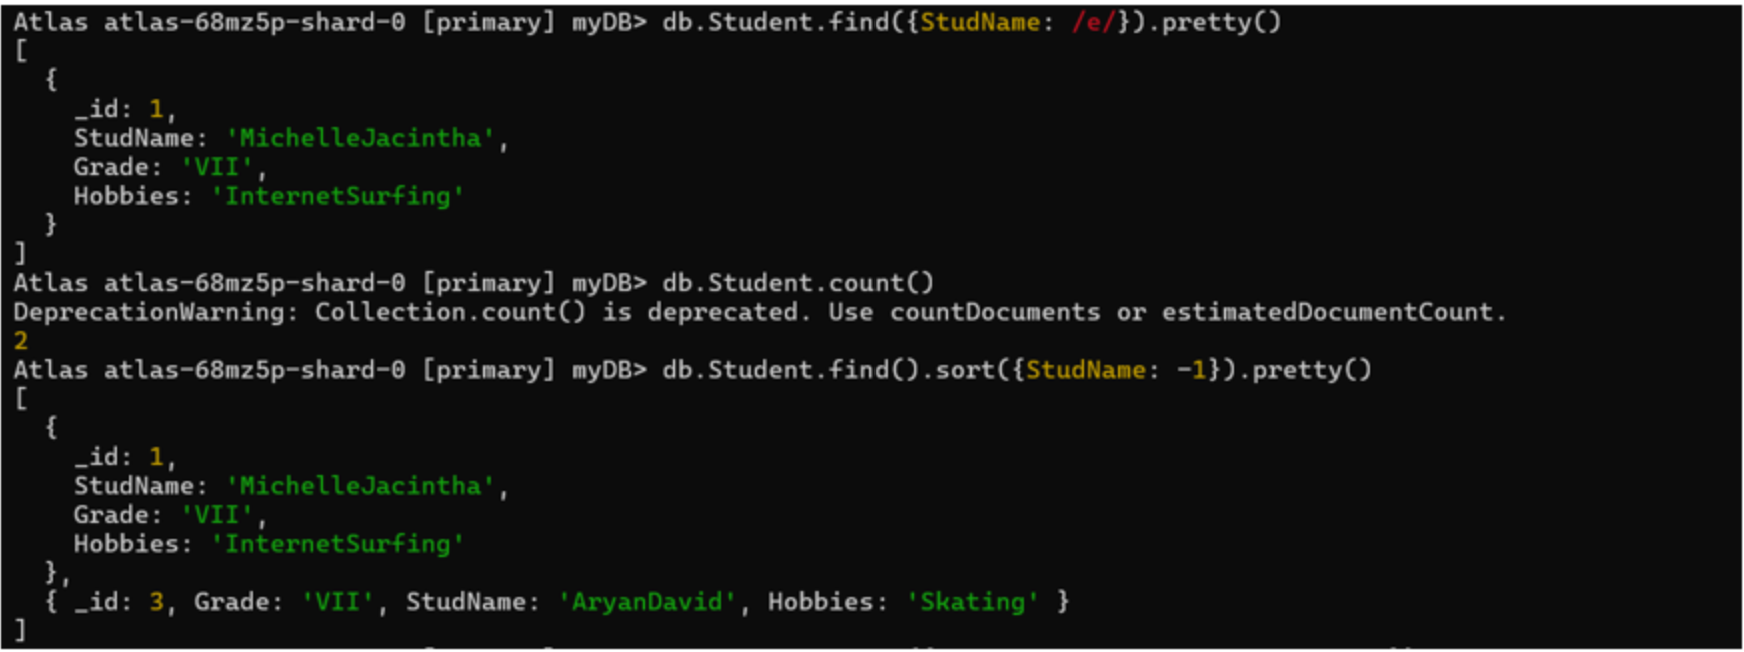 Atlas atlas-68mz5p-shard-0 [primary] myDB> db.Student.find({StudName: /e/}).pretty()
[
  {
    _id: 1,
    StudName: 'MichelleJacintha',
    Grade: 'VII',
    Hobbies: 'InternetSurfing'
  }
]
Atlas atlas-68mz5p-shard-0 [primary] myDB> db.Student.count()
DeprecationWarning: Collection.count() is deprecated. Use countDocuments or estimatedDocumentCount.
2
Atlas atlas-68mz5p-shard-0 [primary] myDB> db.Student.find().sort({StudName: -1}).pretty()
[
  {
    _id: 1,
    StudName: 'MichelleJacintha',
    Grade: 'VII',
    Hobbies: 'InternetSurfing'
  },
  { _id: 3, Grade: 'VII', StudName: 'AryanDavid', Hobbies: 'Skating' }
]